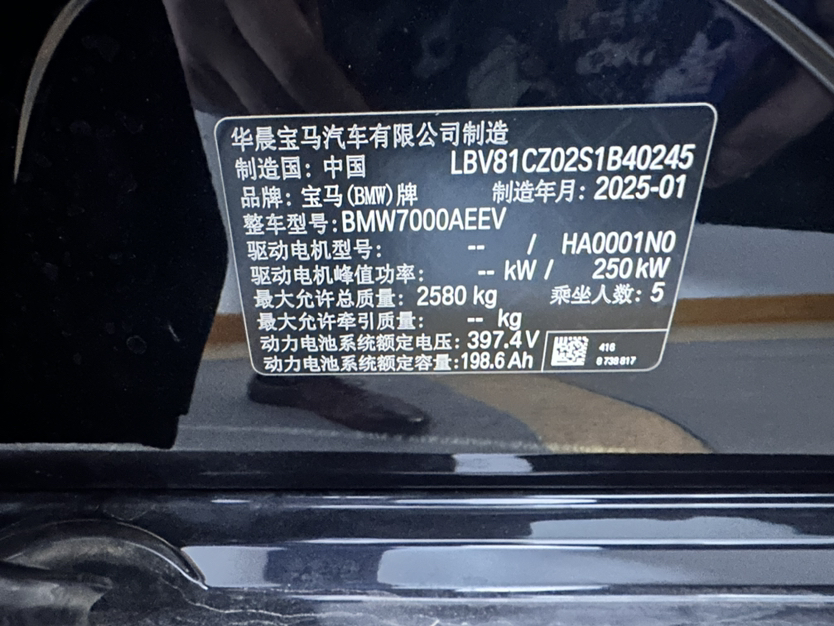 华晨宝马汽车有限公司制造
制造国：中国 LBV81CZ02S1B40245
品牌：宝马(BMW)牌 制造年月：2025-01
整车型号：BMW7000AEEV
驱动电机型号： -- / HA0001N0
驱动电机峰值功率： -- kW / 250 kW
最大允许总质量：2580 kg 乘坐人数：5
最大允许牵引质量： -- kg
动力电池系统额定电压：397.4 V
动力电池系统额定容量：198.6 Ah
416
6 738 817